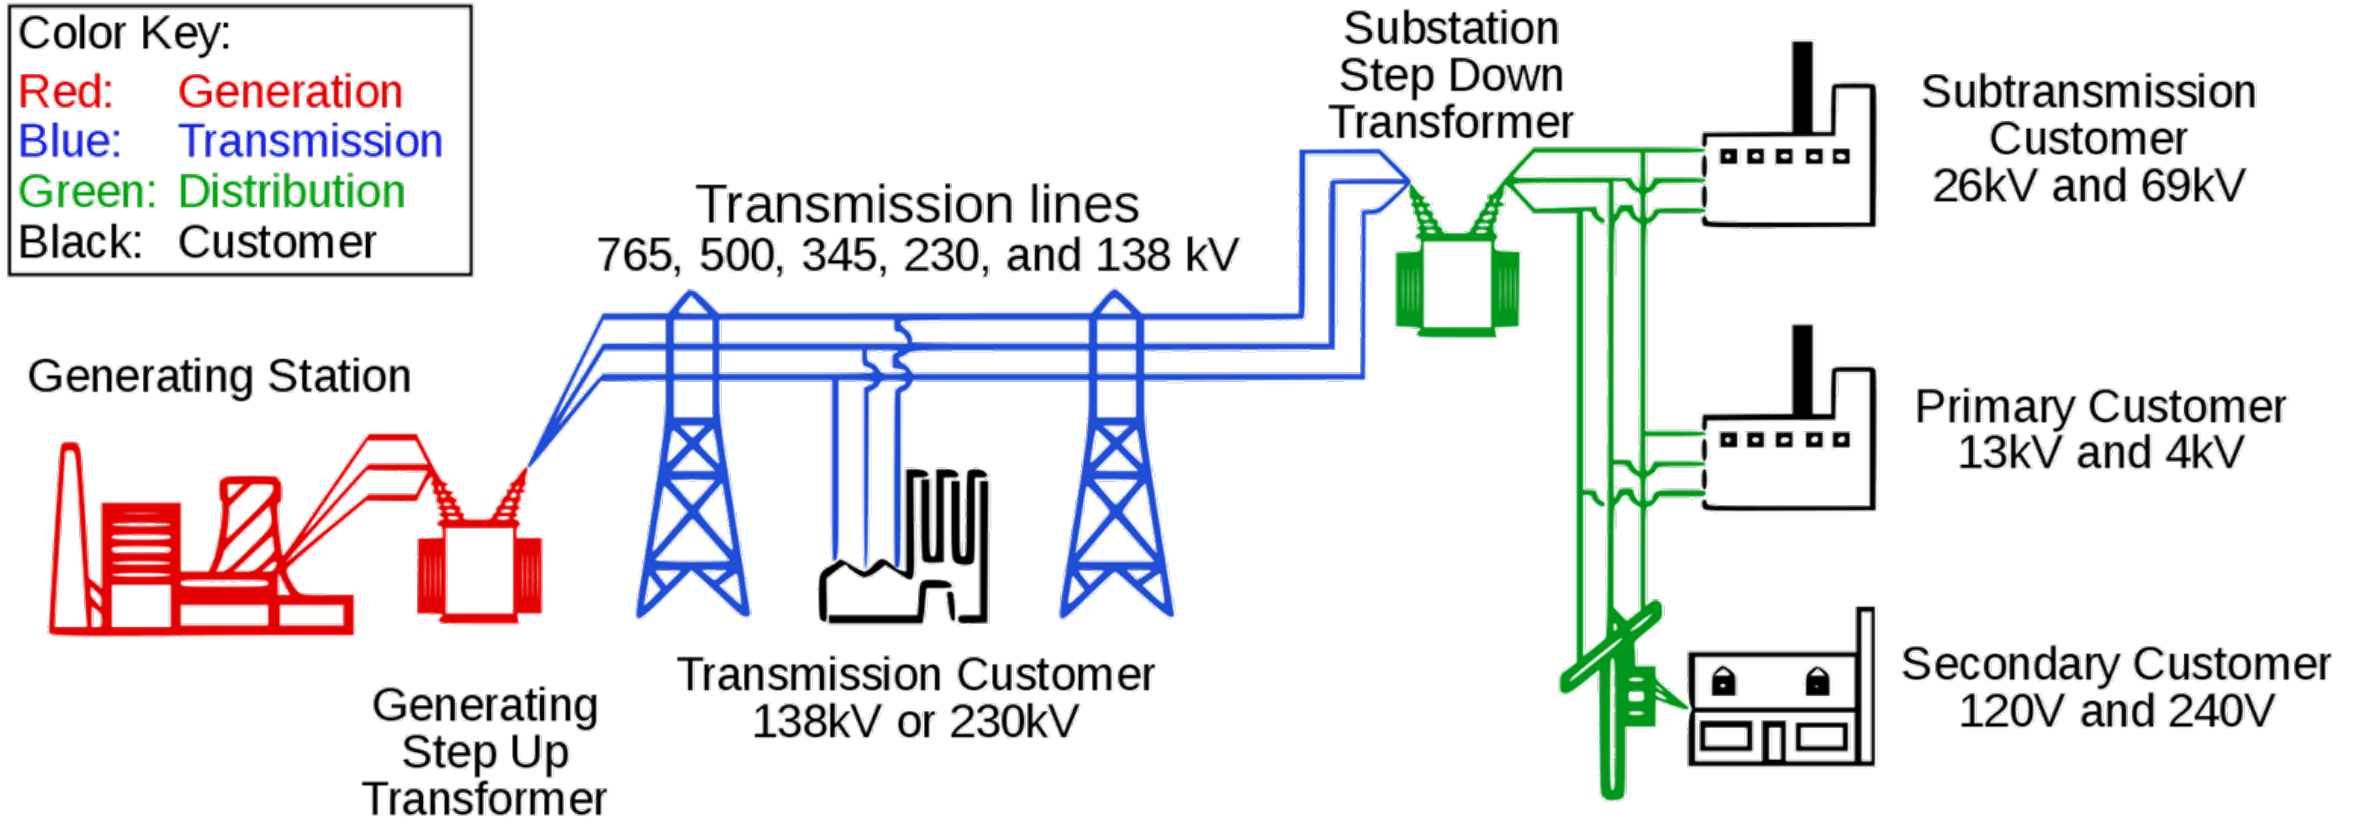 Color Key:
Red: Generation
Blue: Transmission
Green: Distribution
Black: Customer
Generating Station
Generating
Step Up
Transformer
Transmission lines
765, 500, 345, 230, and 138 kV
Transmission Customer
138kV or 230kV
Substation
Step Down
Transformer
Subtransmission
Customer
26kV and 69kV
Primary Customer
13kV and 4kV
Secondary Customer
120V and 240V